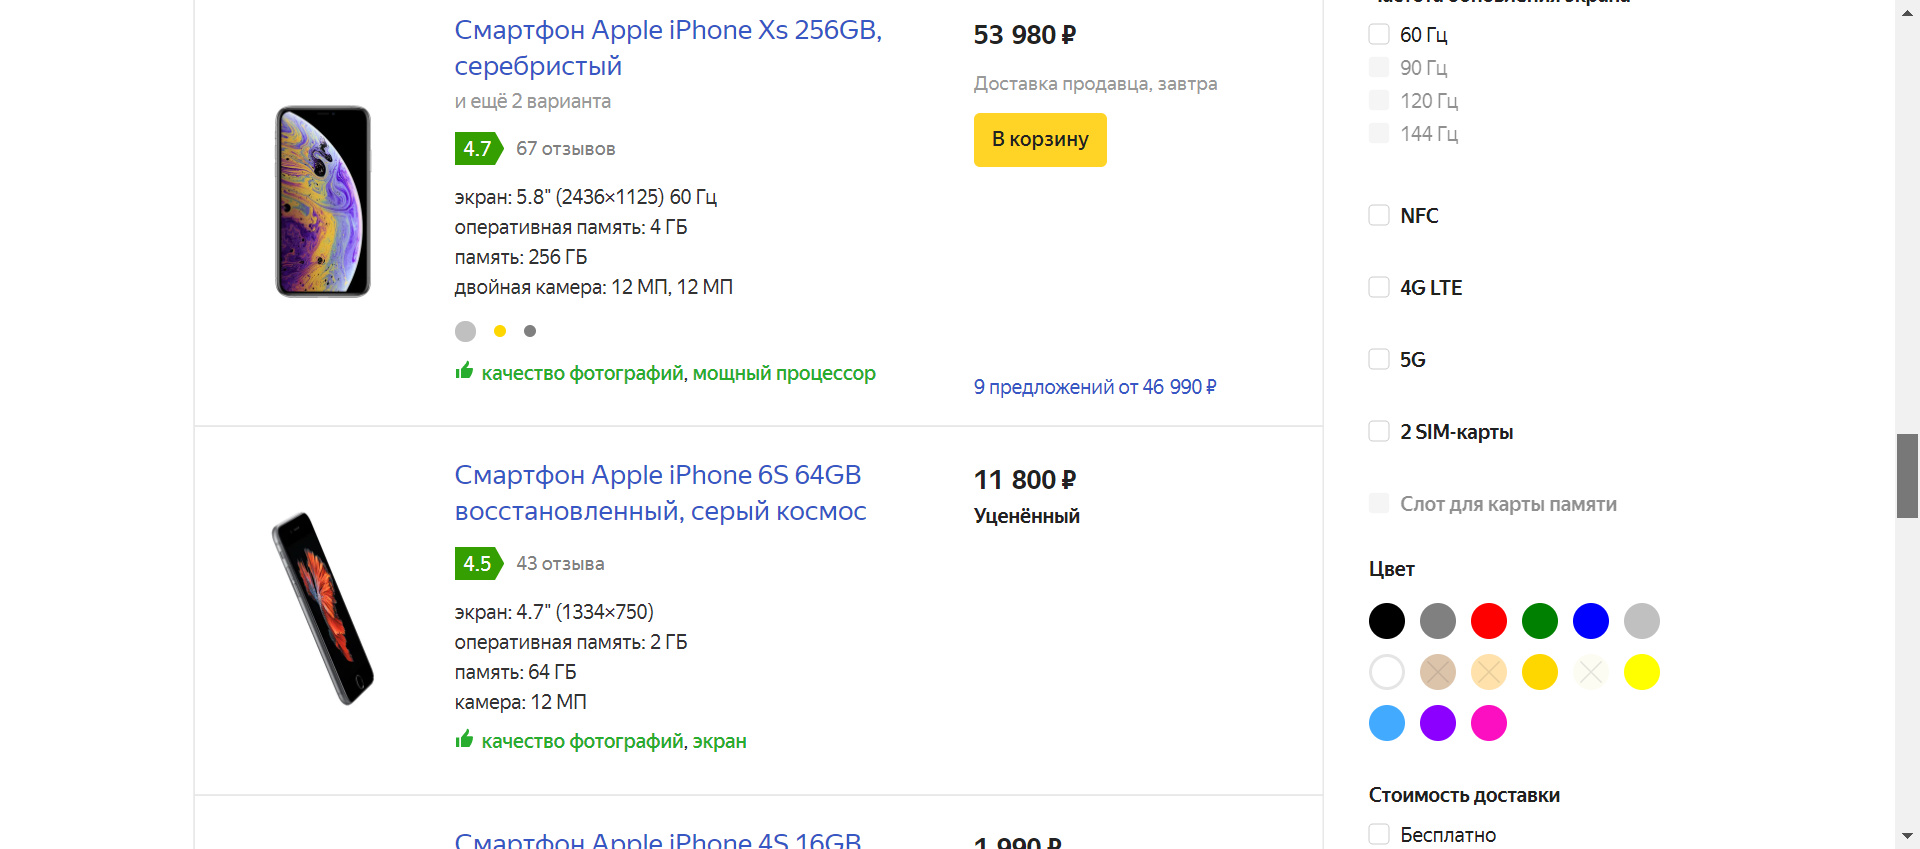 Смартфон Apple iPhone Xs 256GB,
серебристый
и ещё 2 варианта
4.7 67 отзывов
экран: 5.8" (2436×1125) 60 Гц
оперативная память: 4 ГБ
память: 256 ГБ
двойная камера: 12 МП, 12 МП
качество фотографий, мощный процессор
53 980 ₽
Доставка продавца, завтра
В корзину
9 предложений от 46 990 ₽
Смартфон Apple iPhone 6S 64GB
восстановленный, серый космос
4.5 43 отзыва
экран: 4.7" (1334×750)
оперативная память: 2 ГБ
память: 64 ГБ
камера: 12 МП
качество фотографий, экран
11 800 ₽
Уценённый
Смартфон Apple iPhone 4S 16GB
1 990 ₽
Частота обновления экрана
60 Гц
90 Гц
120 Гц
144 Гц
NFC
4G LTE
5G
2 SIM-карты
Слот для карты памяти
Цвет
Стоимость доставки
Бесплатно